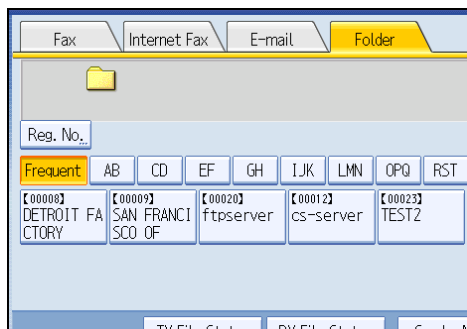 Fax Internet Fax E-mail Folder
Reg. No.
Frequent AB CD EF GH IJK LMN OPQ RST
【00008】 【00009】 【00020】 【00012】 【00023】
DETROIT FA SAN FRANCI ftpserver cs-server TEST2
CTORY SCO OF